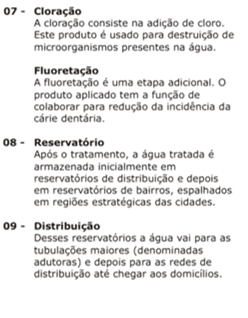 07 - Cloração
A cloração consiste na adição de cloro.
Este produto é usado para destruição de
microorganismos presentes na água.
Fluoretação
A fluoretação é uma etapa adicional. O
produto aplicado tem a função de
colaborar para redução da incidência da
cárie dentária.
08 - Reservatório
Após o tratamento, a água tratada é
armazenada inicialmente em
reservatórios de distribuição e depois
em reservatórios de bairros, espalhados
em regiões estratégicas das cidades.
09 - Distribuição
Desses reservatórios a água vai para as
tubulações maiores (denominadas
adutoras) e depois para as redes de
distribuição até chegar aos domicílios.